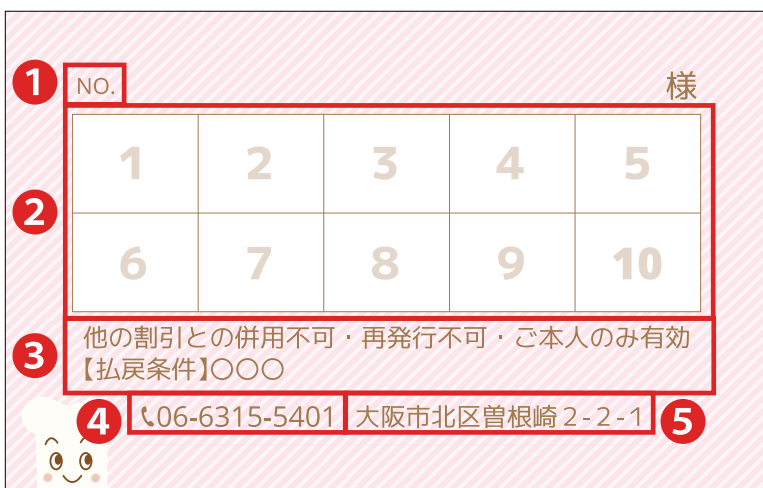 1 NO. 様
1 2 3 4 5
2
6 7 8 9 10
3 他の割引との併用不可・再発行不可・ご本人のみ有効
【払戻条件】〇〇〇
4 06-6315-5401 大阪市北区曽根崎2-2-1 5